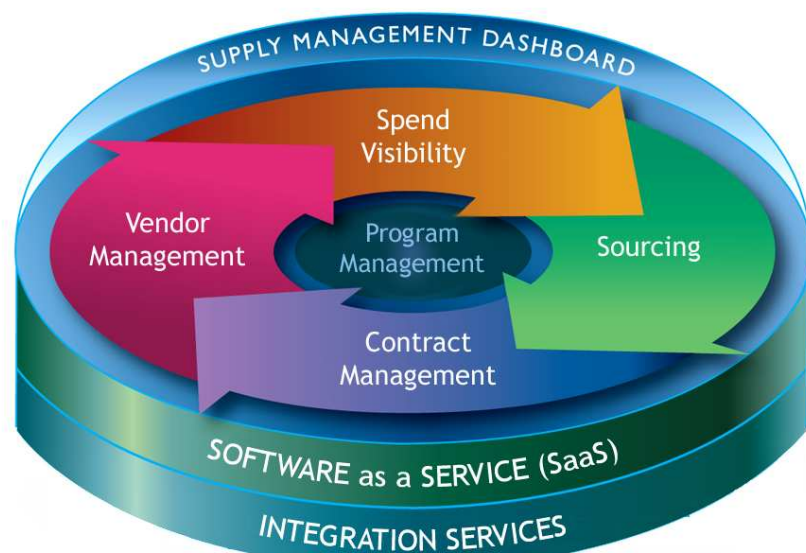 SUPPLY MANAGEMENT DASHBOARD
Spend
Visibility
Vendor
Management
Program
Management
Sourcing
Contract
Management
SOFTWARE as a SERVICE (SaaS)
INTEGRATION SERVICES